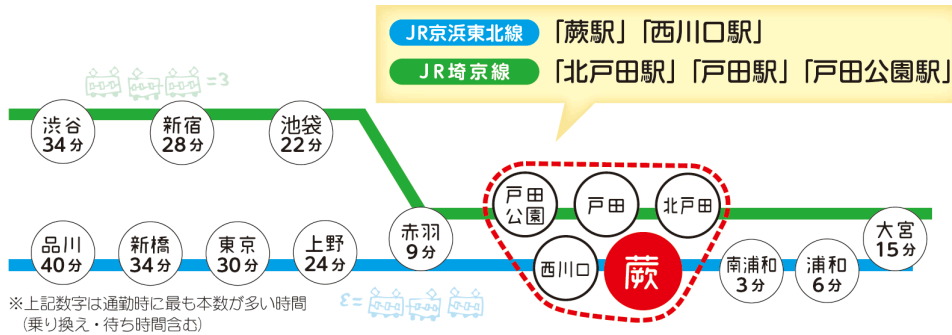 JR京浜東北線 「蕨駅」「西川口駅」
JR埼京線 「北戸田駅」「戸田駅」「戸田公園駅」
渋谷
34分
新宿
28分
池袋
22分
戸田
公園
戸田
北戸田
品川
40分
新橋
34分
東京
30分
上野
24分
赤羽
9分
西川口
蕨
南浦和
3分
浦和
6分
大宮
15分
※上記数字は通勤時に最も本数が多い時間
(乗り換え・待ち時間含む)